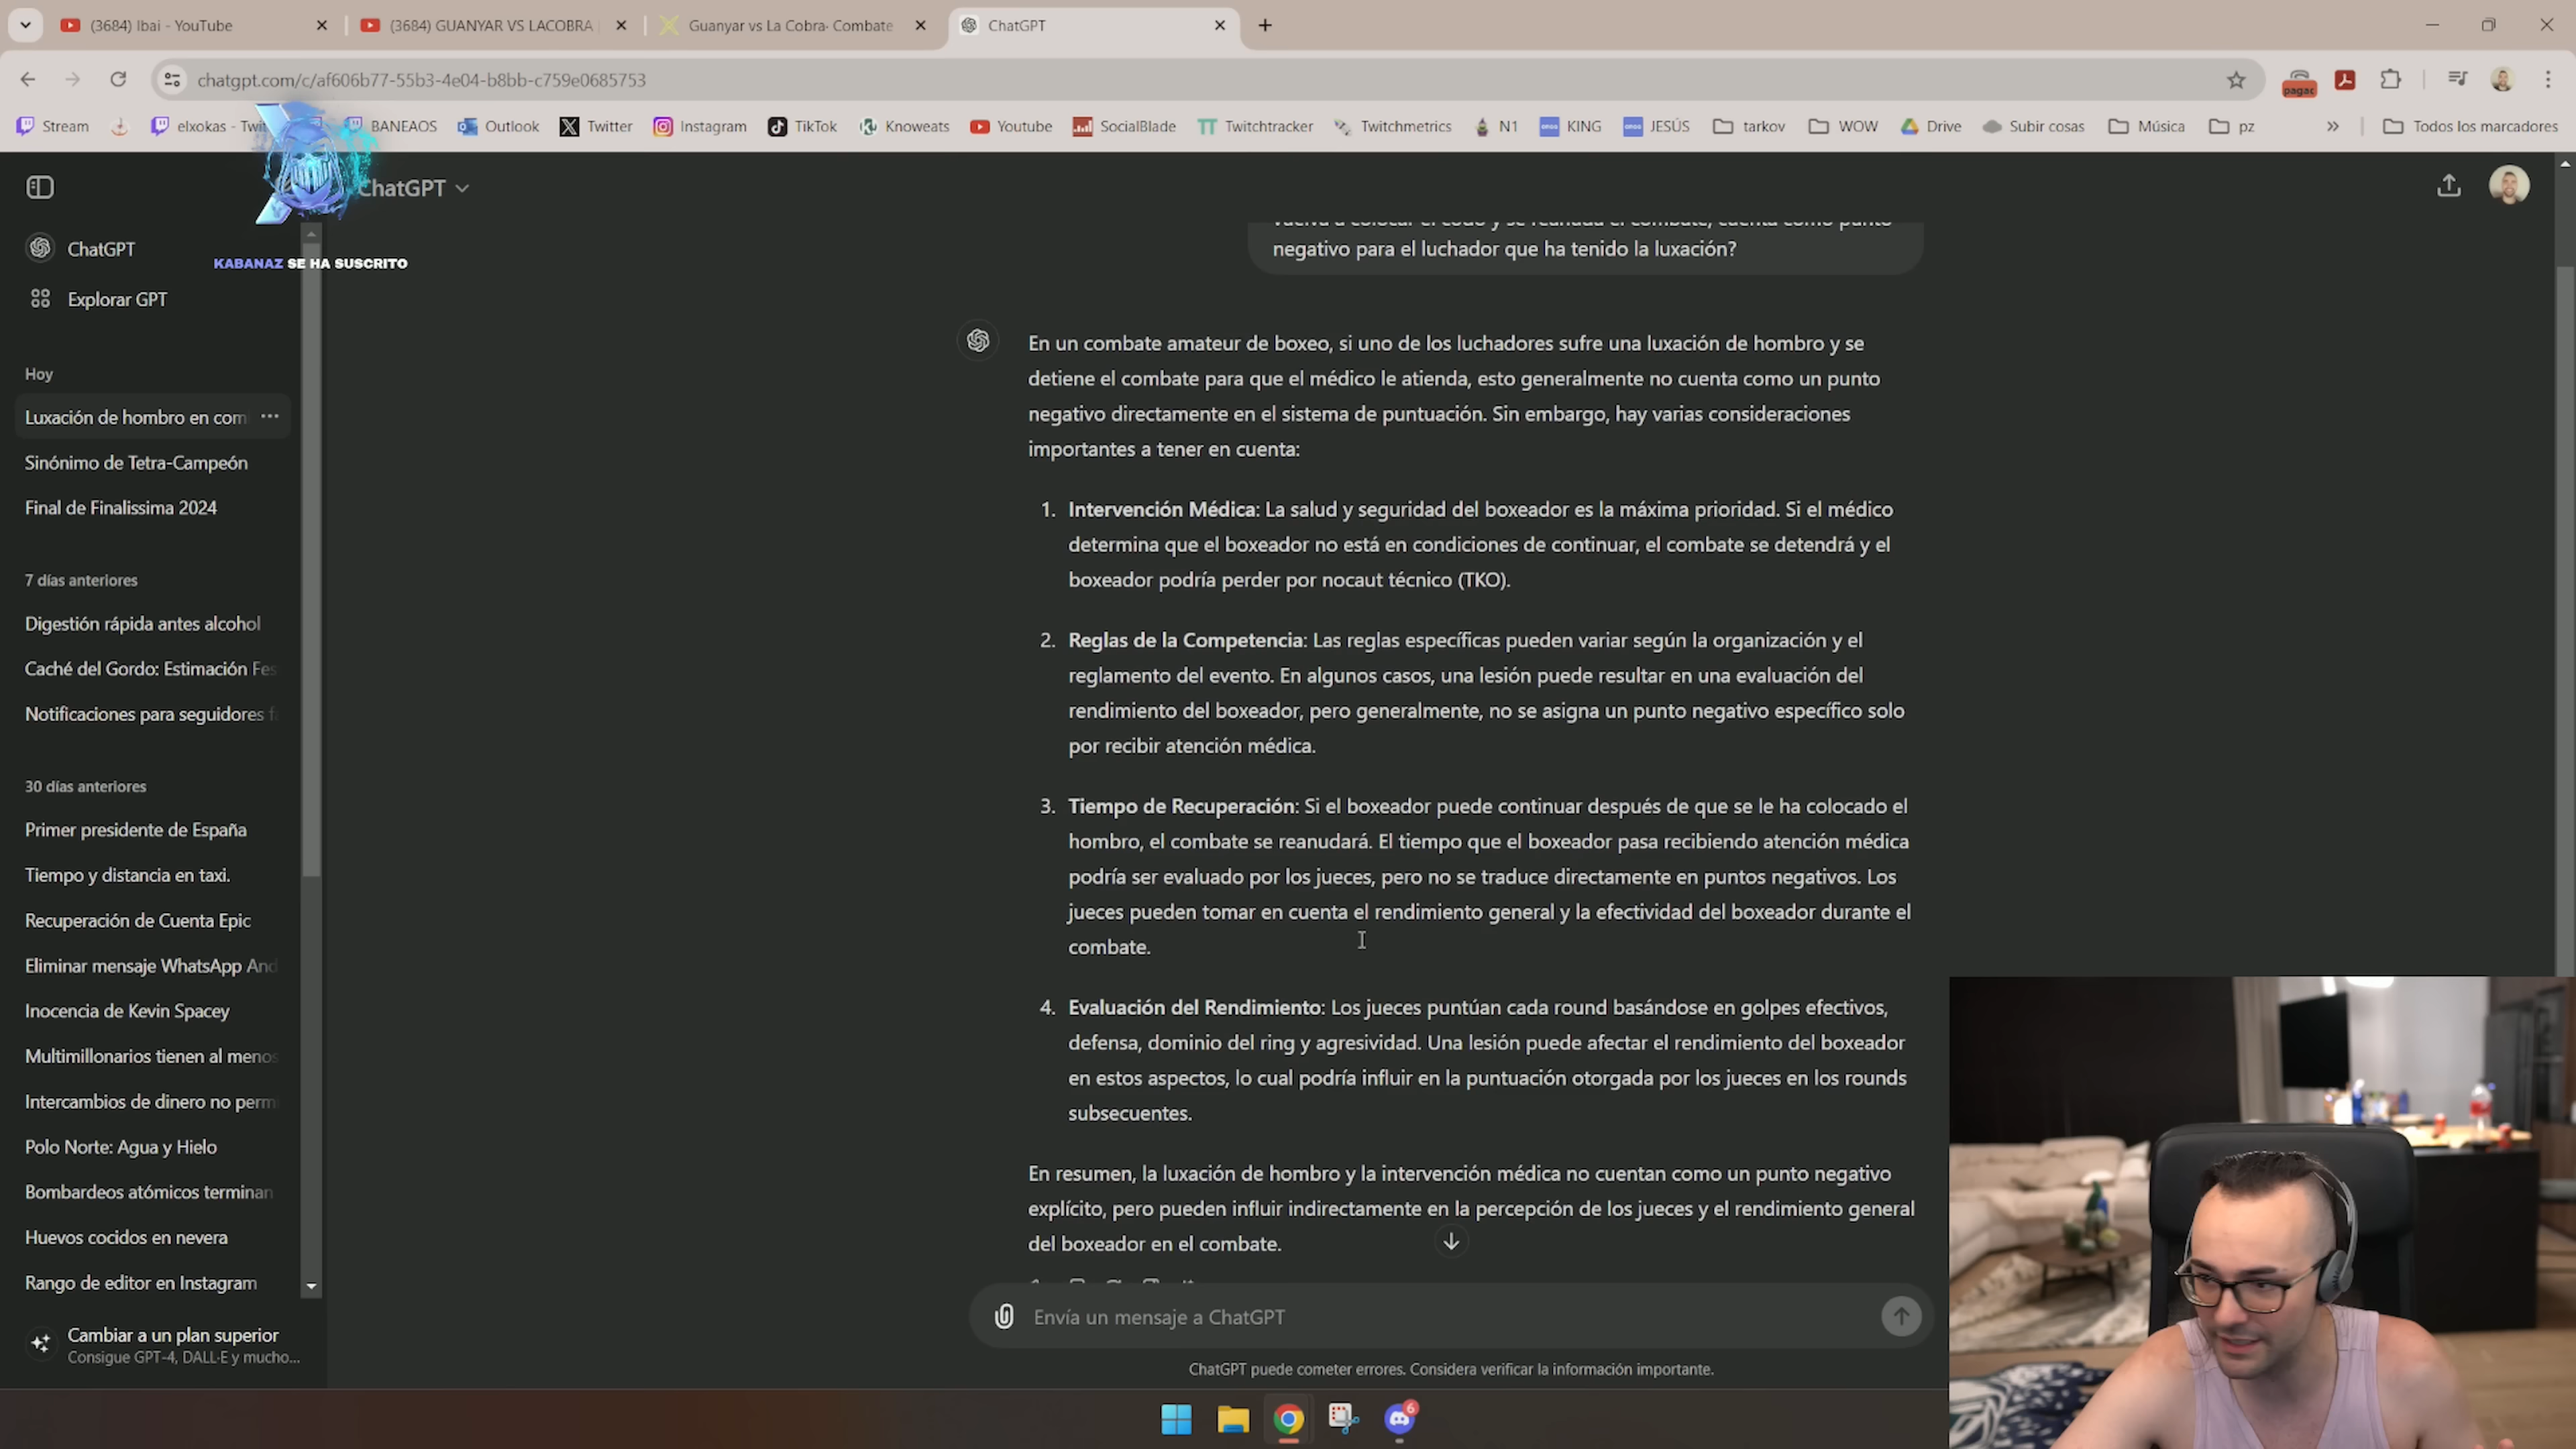 (3684) Ibai - YouTube
(3684) GUANYAR VS LACOBRA
Guanyar vs La Cobra- Combate
ChatGPT
chatgpt.com/c/af606b77-55b3-4e04-b8bb-c759e0685753
pagac
Stream
elxokas - Twit
BANEAOS
Outlook
Twitter
Instagram
TikTok
Knoweats
Youtube
SocialBlade
Twitchtracker
Twitchmetrics
N1
KING
JESÚS
tarkov
WOW
Drive
Subir cosas
Música
pz
Todos los marcadores
ChatGPT
KABANAZ SE HA SUSCRITO
ChatGPT
Explorar GPT
Hoy
Luxación de hombro en com
Sinónimo de Tetra-Campeón
Final de Finalissima 2024
7 días anteriores
Digestión rápida antes alcohol
Caché del Gordo: Estimación Fes
Notificaciones para seguidores f
30 días anteriores
Primer presidente de España
Tiempo y distancia en taxi.
Recuperación de Cuenta Epic
Eliminar mensaje WhatsApp And
Inocencia de Kevin Spacey
Multimillonarios tienen al menos
Intercambios de dinero no perm
Polo Norte: Agua y Hielo
Bombardeos atómicos terminan
Huevos cocidos en nevera
Rango de editor en Instagram
Cambiar a un plan superior
Consigue GPT-4, DALL·E y mucho...
vuelva a colocar el codo y se reanuda el combate, cuenta como punto
negativo para el luchador que ha tenido la luxación?
En un combate amateur de boxeo, si uno de los luchadores sufre una luxación de hombro y se
detiene el combate para que el médico le atienda, esto generalmente no cuenta como un punto
negativo directamente en el sistema de puntuación. Sin embargo, hay varias consideraciones
importantes a tener en cuenta:
1. Intervención Médica: La salud y seguridad del boxeador es la máxima prioridad. Si el médico
determina que el boxeador no está en condiciones de continuar, el combate se detendrá y el
boxeador podría perder por nocaut técnico (TKO).
2. Reglas de la Competencia: Las reglas específicas pueden variar según la organización y el
reglamento del evento. En algunos casos, una lesión puede resultar en una evaluación del
rendimiento del boxeador, pero generalmente, no se asigna un punto negativo específico solo
por recibir atención médica.
3. Tiempo de Recuperación: Si el boxeador puede continuar después de que se le ha colocado el
hombro, el combate se reanudará. El tiempo que el boxeador pasa recibiendo atención médica
podría ser evaluado por los jueces, pero no se traduce directamente en puntos negativos. Los
jueces pueden tomar en cuenta el rendimiento general y la efectividad del boxeador durante el
combate.
4. Evaluación del Rendimiento: Los jueces puntúan cada round basándose en golpes efectivos,
defensa, dominio del ring y agresividad. Una lesión puede afectar el rendimiento del boxeador
en estos aspectos, lo cual podría influir en la puntuación otorgada por los jueces en los rounds
subsecuentes.
En resumen, la luxación de hombro y la intervención médica no cuentan como un punto negativo
explícito, pero pueden influir indirectamente en la percepción de los jueces y el rendimiento general
del boxeador en el combate.
Envía un mensaje a ChatGPT
ChatGPT puede cometer errores. Considera verificar la información importante.
6